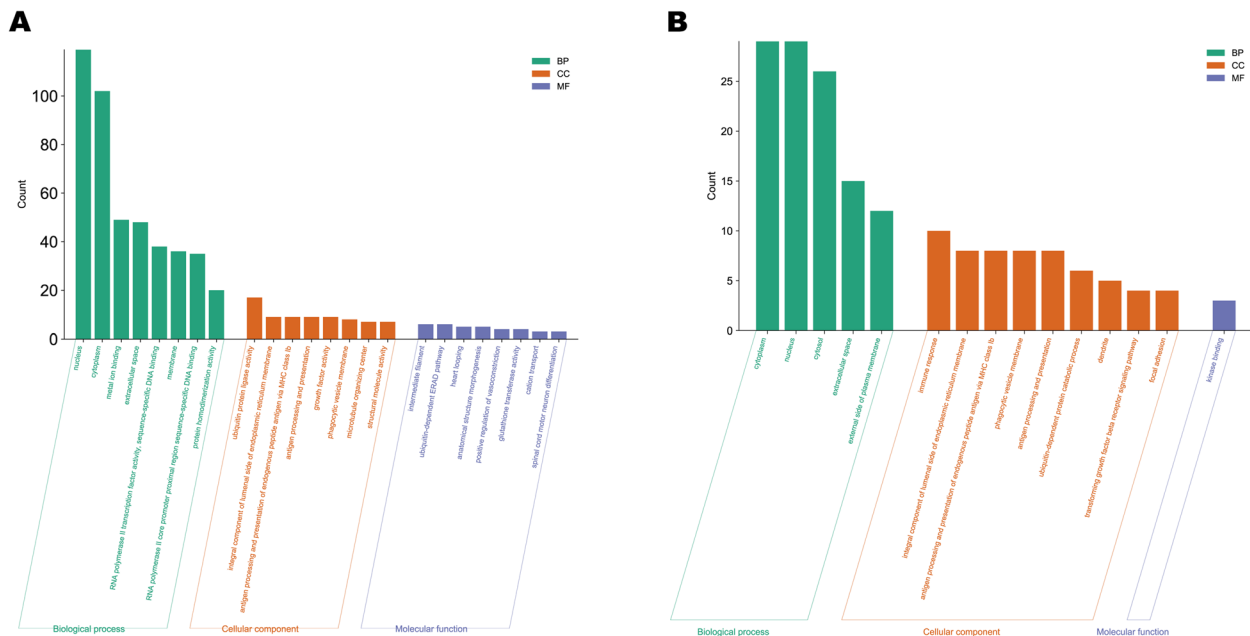 A
Count
100
80
60
40
20
0
BP
CC
MF
nucleus
cytoplasm
metal ion binding
extracellular space
RNA polymerase II transcription factor activity, sequence-specific DNA binding
membrane
RNA polymerase II core promoter proximal region sequence-specific DNA binding
protein homodimerization activity
ubiquitin protein ligase activity
integral component of lumenal side of endoplasmic reticulum membrane
antigen processing and presentation of endogenous peptide antigen via MHC class Ib
antigen processing and presentation
growth factor activity
phagocytic vesicle membrane
microtubule organizing center
structural molecule activity
intermediate filament
ubiquitin-dependent ERAD pathway
heart looping
anatomical structure morphogenesis
positive regulation of vasoconstriction
glutathione transferase activity
cation transport
spinal cord motor neuron differentiation
Biological process
Cellular component
Molecular function
B
Count
25
20
15
10
5
0
BP
CC
MF
cytoplasm
nucleus
cytosol
extracellular space
external side of plasma membrane
immune response
integral component of lumenal side of endoplasmic reticulum membrane
antigen processing and presentation of endogenous peptide antigen via MHC class Ib
phagocytic vesicle membrane
antigen processing and presentation
ubiquitin-dependent protein catabolic process
dendrite
transforming growth factor beta receptor signaling pathway
focal adhesion
kinase binding
Biological process
Cellular component
Molecular function